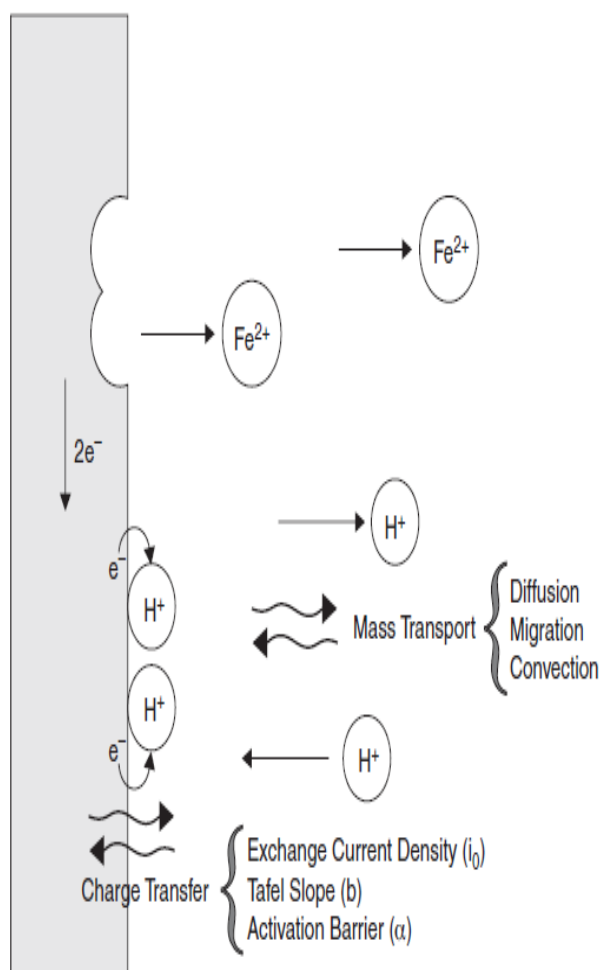 Fe²⁺
Fe²⁺
2e⁻
H⁺
e⁻
H⁺
Diffusion
Mass Transport
Migration
Convection
H⁺
e⁻
H⁺
Exchange Current Density (i₀)
Charge Transfer
Tafel Slope (b)
Activation Barrier (α)